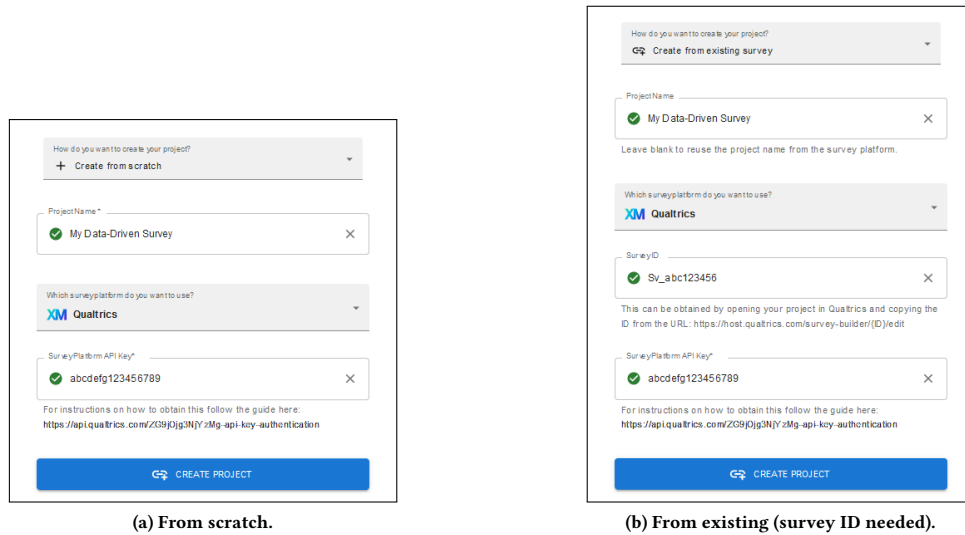 How do you want to create your project?
Create from scratch
Project Name *
My Data-Driven Survey
Which survey platform do you want to use?
XM Qualtrics
Survey Platform API Key*
abcdefg123456789
For instructions on how to obtain this follow the guide here:
https://api.qualtrics.com/ZG9jOjg3NjYzMg-api-key-authentication
CREATE PROJECT
(a) From scratch.
How do you want to create your project?
Create from existing survey
Project Name
My Data-Driven Survey
Leave blank to reuse the project name from the survey platform.
Which survey platform do you want to use?
XM Qualtrics
Survey ID
Sv_abc123456
This can be obtained by opening your project in Qualtrics and copying the
ID from the URL: https://host.qualtrics.com/survey-builder/{ID}/edit
Survey Platform API Key*
abcdefg123456789
For instructions on how to obtain this follow the guide here:
https://api.qualtrics.com/ZG9jOjg3NjYzMg-api-key-authentication
CREATE PROJECT
(b) From existing (survey ID needed).